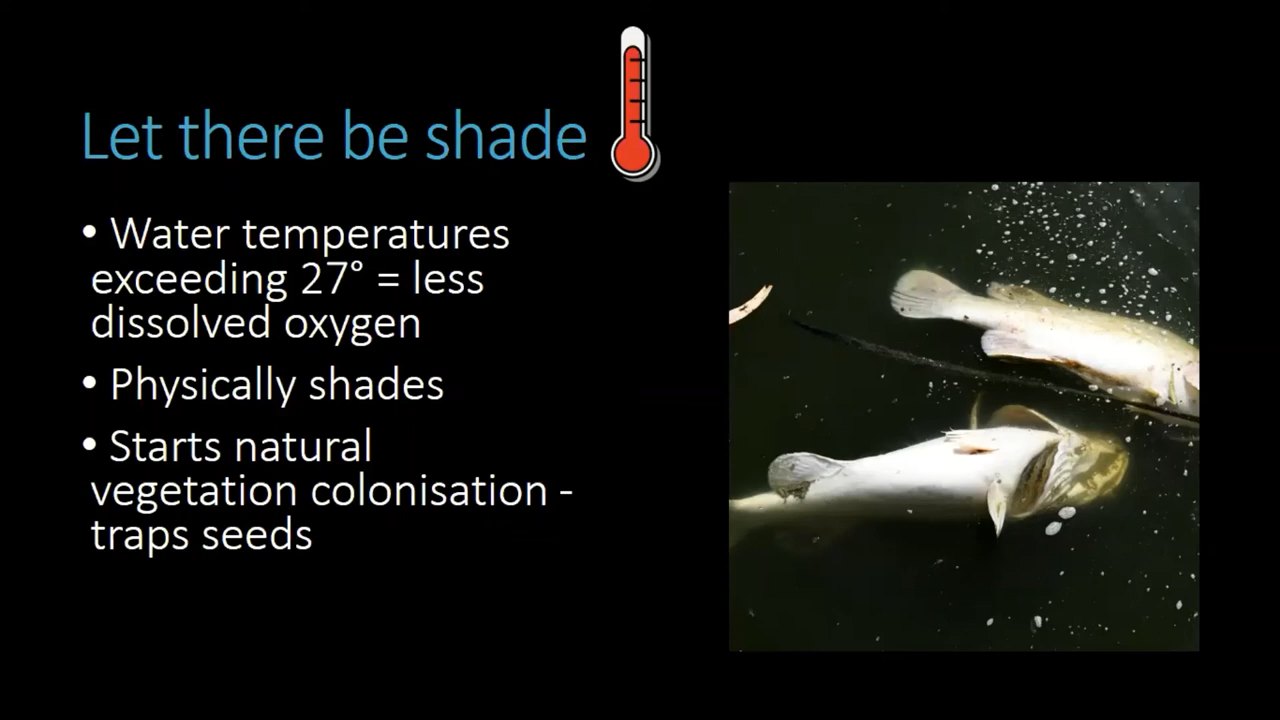 Let there be shade
• Water temperatures
exceeding 27° = less
dissolved oxygen
• Physically shades
• Starts natural
vegetation colonisation -
traps seeds